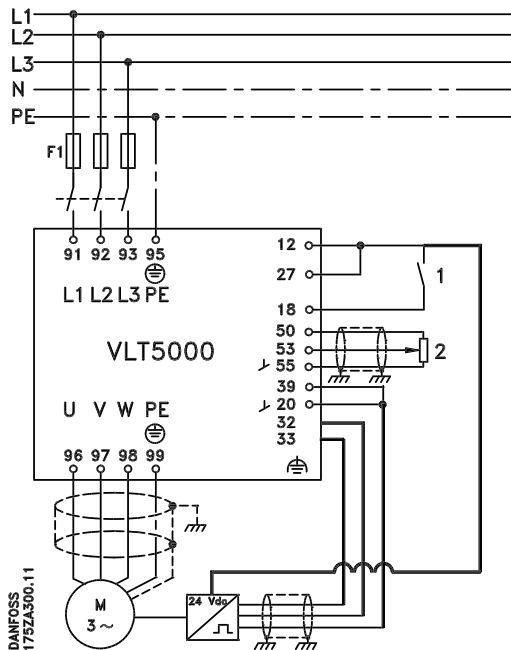 L1
L2
L3
N
PE
F1
91 92 93 95
12
27
18
50
53
55
39
20
32
33
1
2
L1 L2 L3 PE
VLT5000
U V W PE
96 97 98 99
M
3 ~
24 Vdc
DANFOSS
175ZA300.11